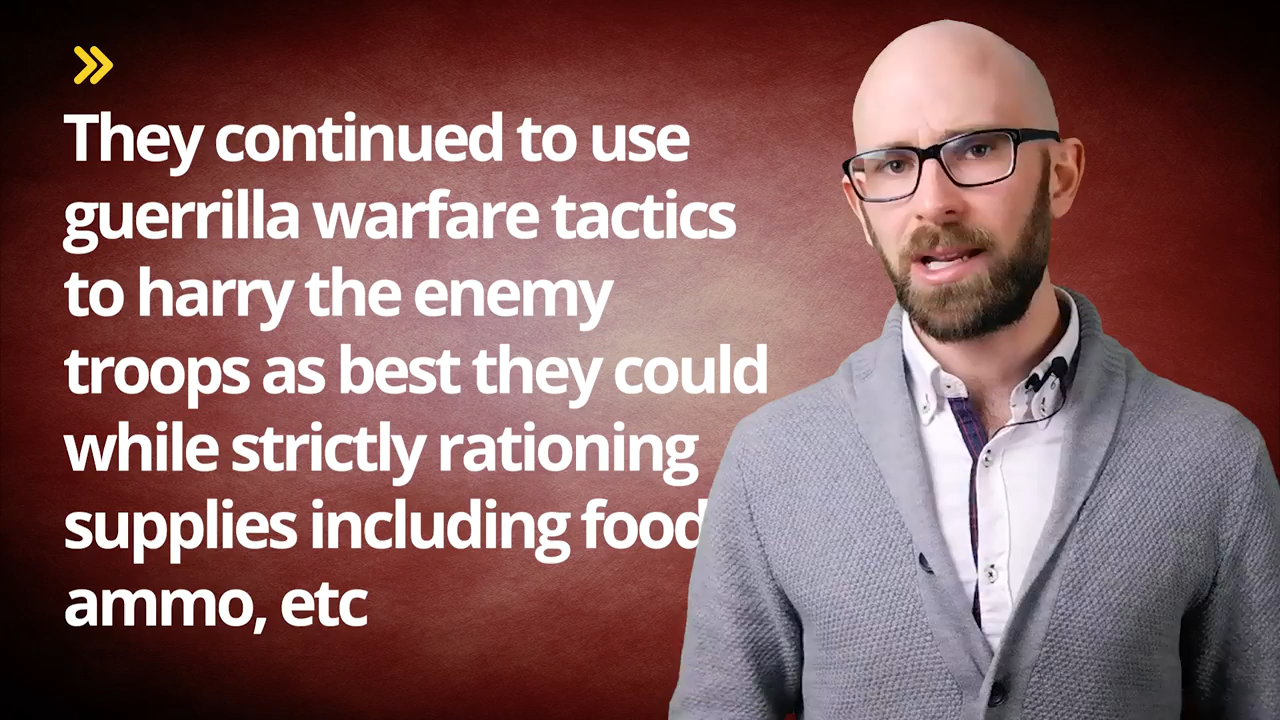 They continued to use
guerrilla warfare tactics
to harry the enemy
troops as best they could
while strictly rationing
supplies including food
ammo, etc